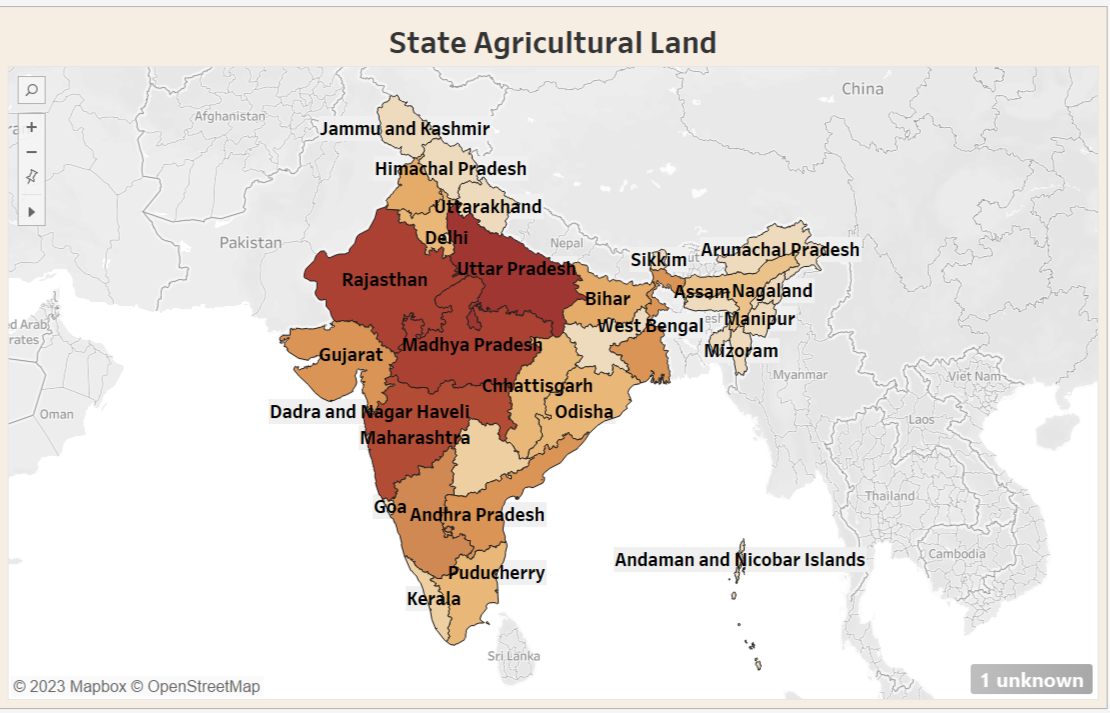 State Agricultural Land
China
Afghanistan
Jammu and Kashmir
Himachal Pradesh
Uttarakhand
Pakistan
Delhi
Nepal
Sikkim
Arunachal Pradesh
Uttar Pradesh
Rajasthan
Assam
Nagaland
Bihar
West Bengal
Manipur
Madhya Pradesh
Mizoram
Gujarat
Myanmar
Viet Nam
Chhattisgarh
Oman
Dadra and Nagar Haveli
Odisha
Laos
Maharashtra
Thailand
Goa
Andhra Pradesh
Andaman and Nicobar Islands
Cambodia
Puducherry
Kerala
Sri Lanka
© 2023 Mapbox © OpenStreetMap
1 unknown